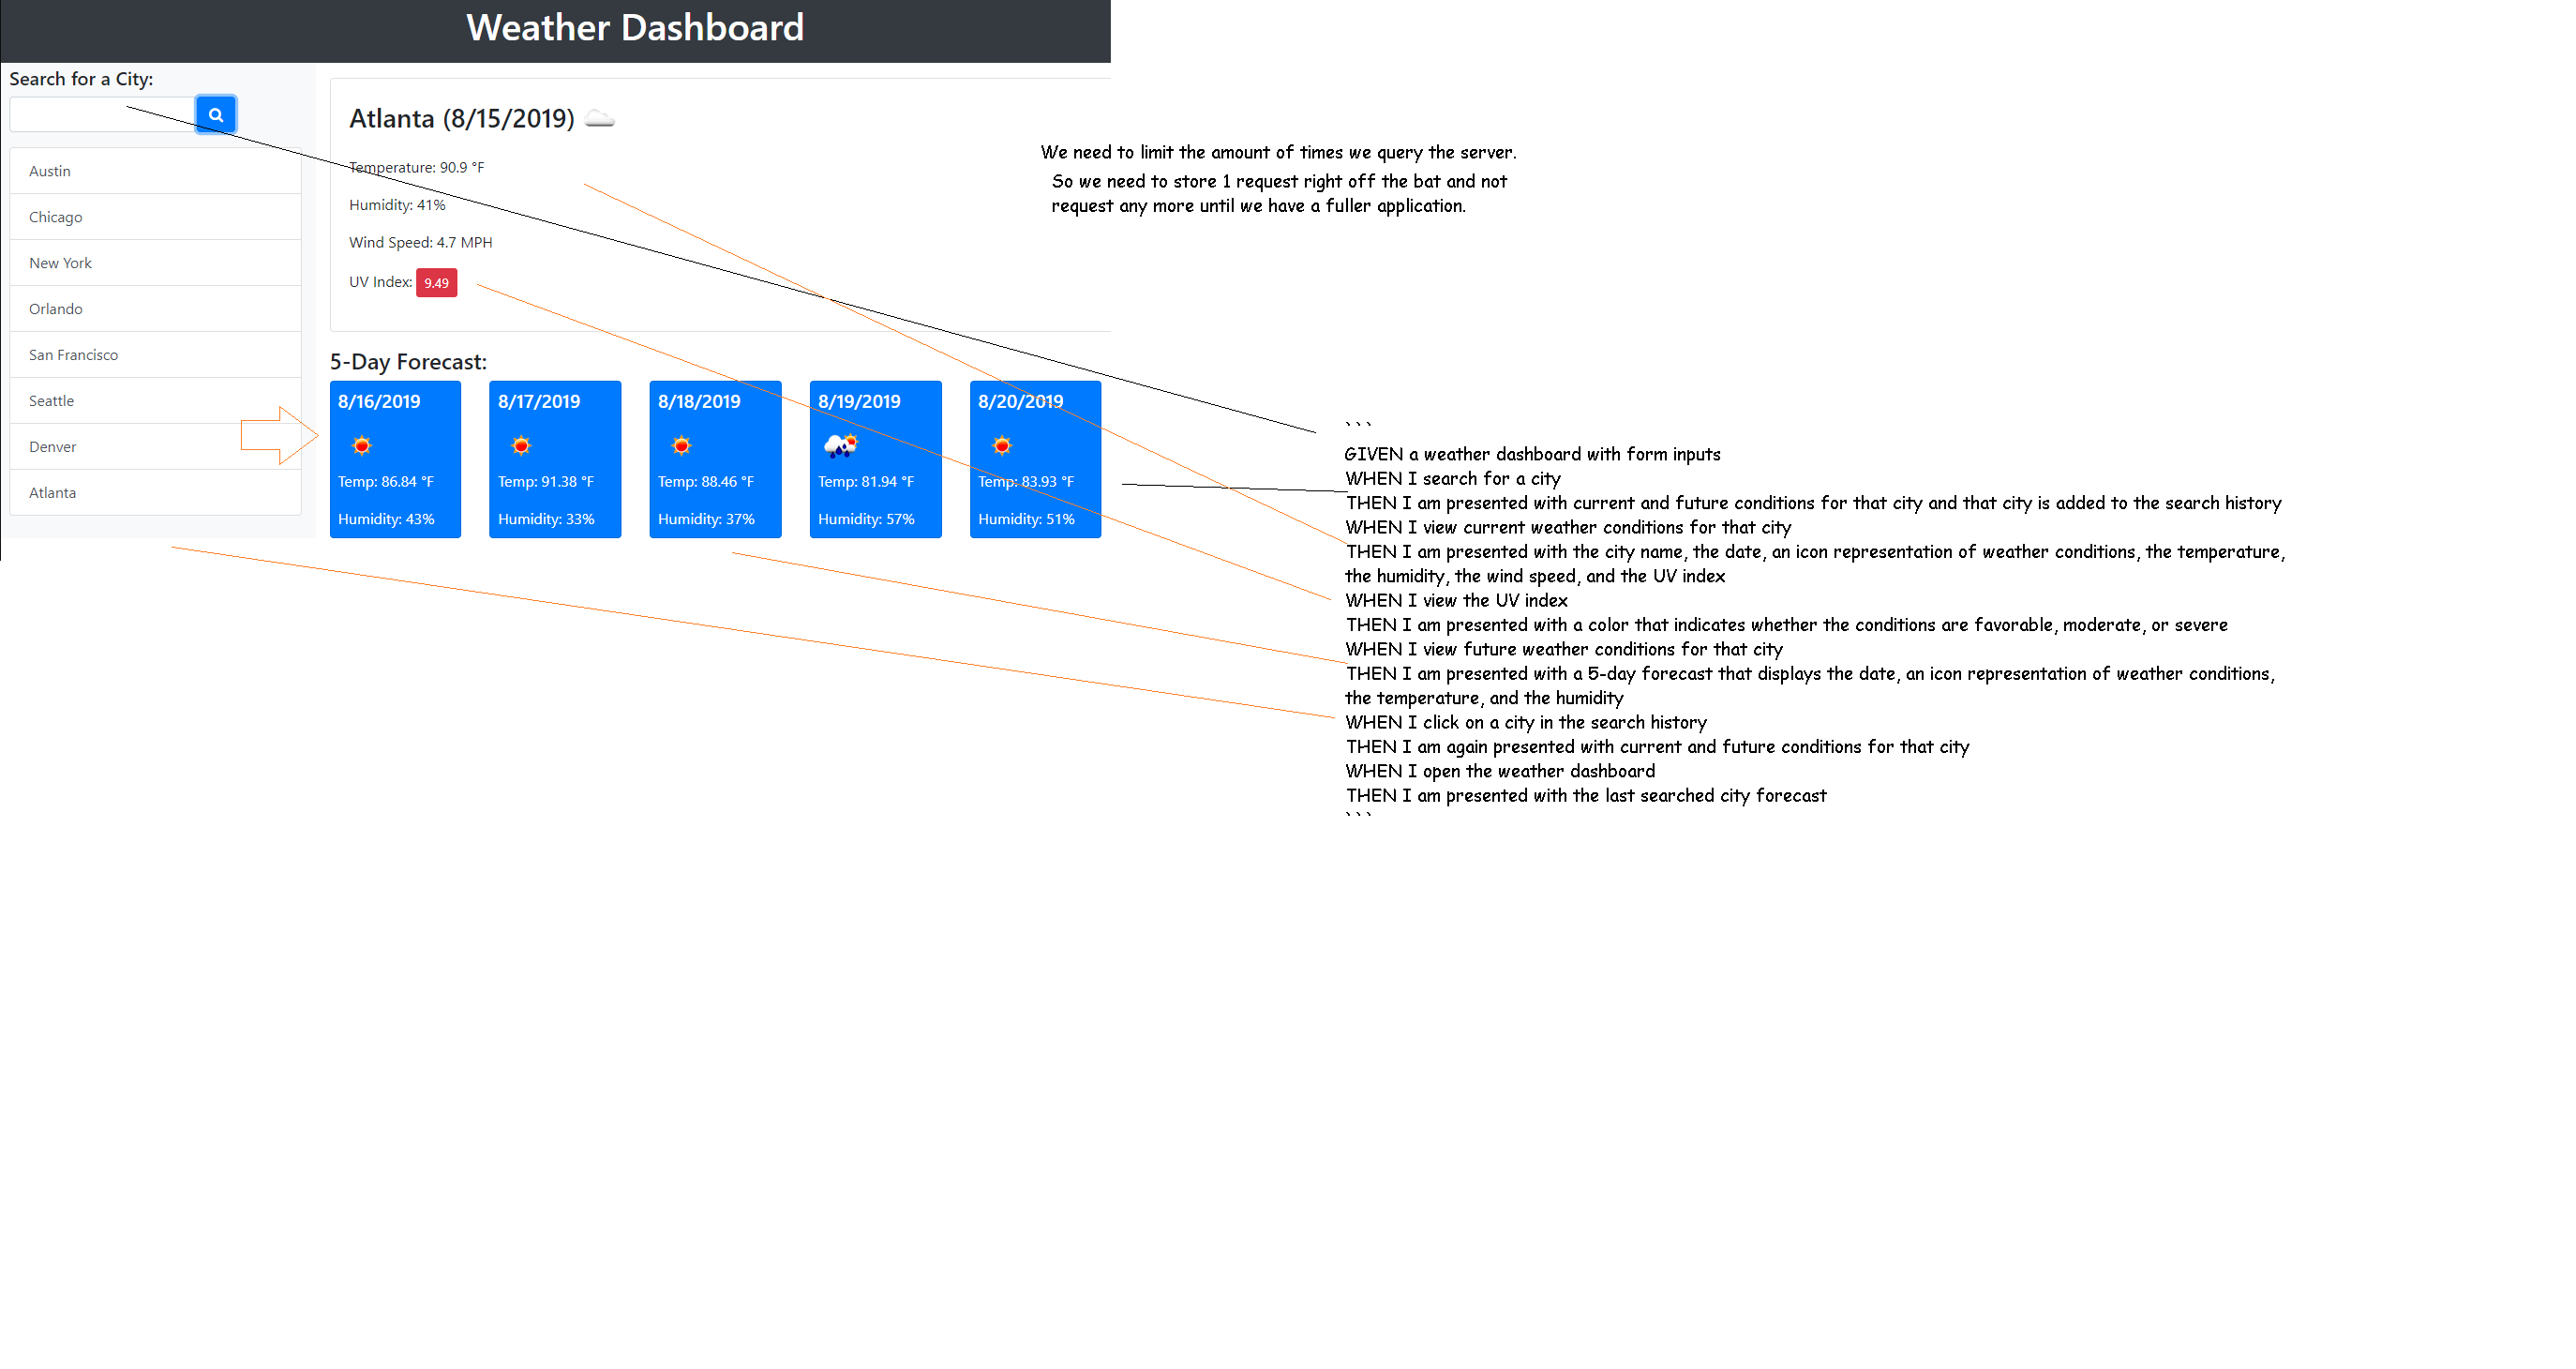 Weather Dashboard
Search for a City:
Austin
Chicago
New York
Orlando
San Francisco
Seattle
Denver
Atlanta
Atlanta (8/15/2019)
Temperature: 90.9 °F
Humidity: 41%
Wind Speed: 4.7 MPH
UV Index: 9.49
5-Day Forecast:
8/16/2019
Temp: 86.84 °F
Humidity: 43%
8/17/2019
Temp: 91.38 °F
Humidity: 33%
8/18/2019
Temp: 88.46 °F
Humidity: 37%
8/19/2019
Temp: 81.94 °F
Humidity: 57%
8/20/2019
Temp: 83.93 °F
Humidity: 51%
We need to limit the amount of times we query the server.
So we need to store 1 request right off the bat and not
request any more until we have a fuller application.
```
GIVEN a weather dashboard with form inputs
WHEN I search for a city
THEN I am presented with current and future conditions for that city and that city is added to the search history
WHEN I view current weather conditions for that city
THEN I am presented with the city name, the date, an icon representation of weather conditions, the temperature,
the humidity, the wind speed, and the UV index
WHEN I view the UV index
THEN I am presented with a color that indicates whether the conditions are favorable, moderate, or severe
WHEN I view future weather conditions for that city
THEN I am presented with a 5-day forecast that displays the date, an icon representation of weather conditions,
the temperature, and the humidity
WHEN I click on a city in the search history
THEN I am again presented with current and future conditions for that city
WHEN I open the weather dashboard
THEN I am presented with the last searched city forecast
```